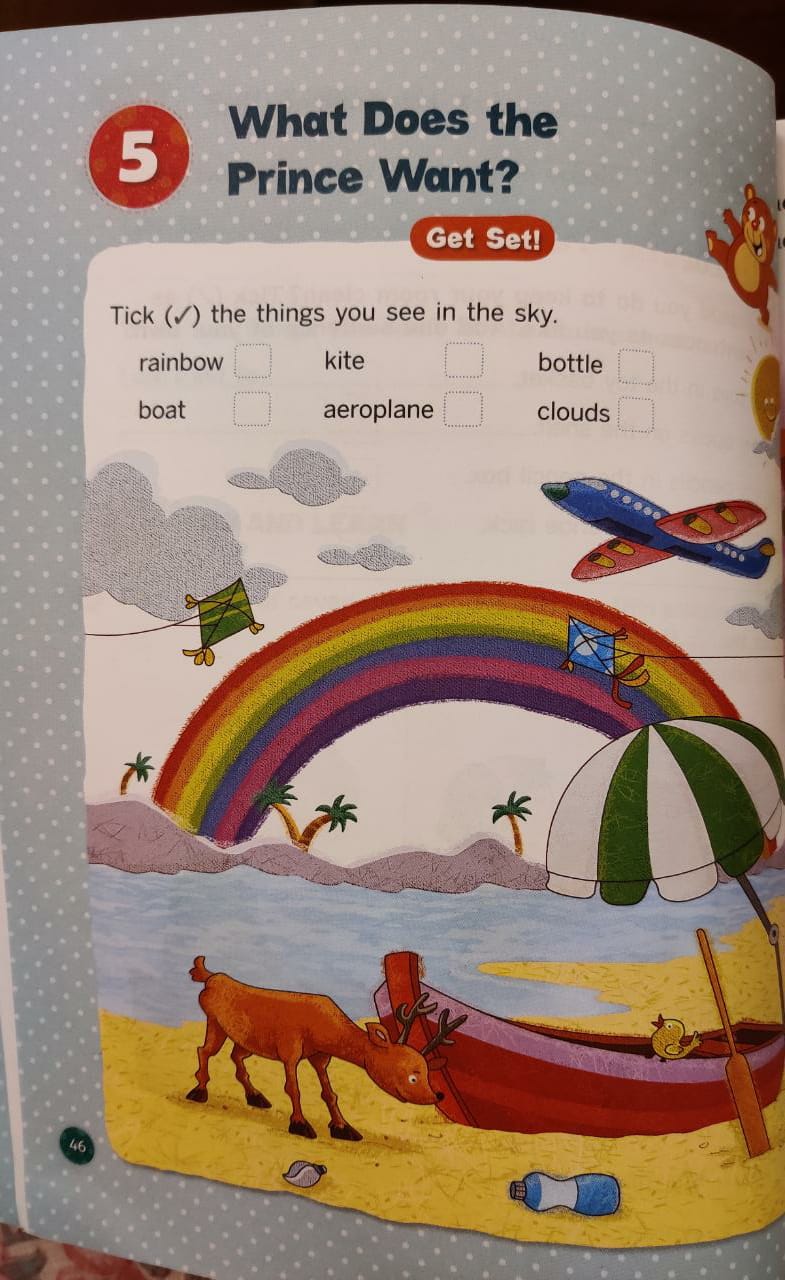 5
What Does the
Prince Want?
Get Set!
Tick (✓) the things you see in the sky.
rainbow kite bottle
boat aeroplane clouds
46